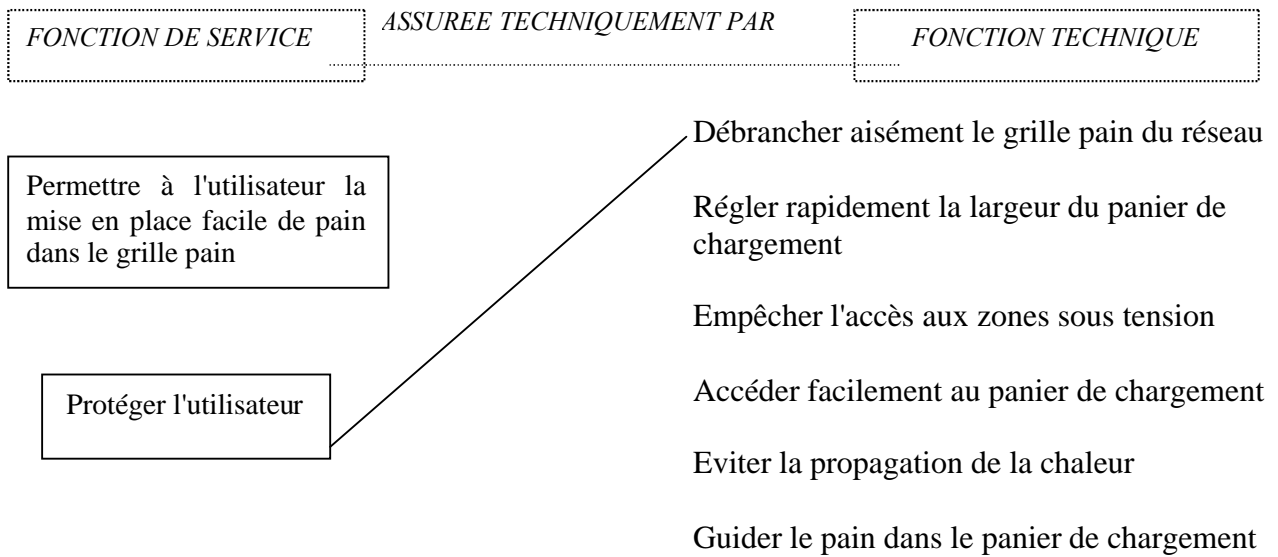 FONCTION DE SERVICE
ASSUREE TECHNIQUEMENT PAR
FONCTION TECHNIQUE
Permettre à l'utilisateur la
mise en place facile de pain
dans le grille pain
Protéger l'utilisateur
Débrancher aisément le grille pain du réseau
Régler rapidement la largeur du panier de
chargement
Empêcher l'accès aux zones sous tension
Accéder facilement au panier de chargement
Eviter la propagation de la chaleur
Guider le pain dans le panier de chargement